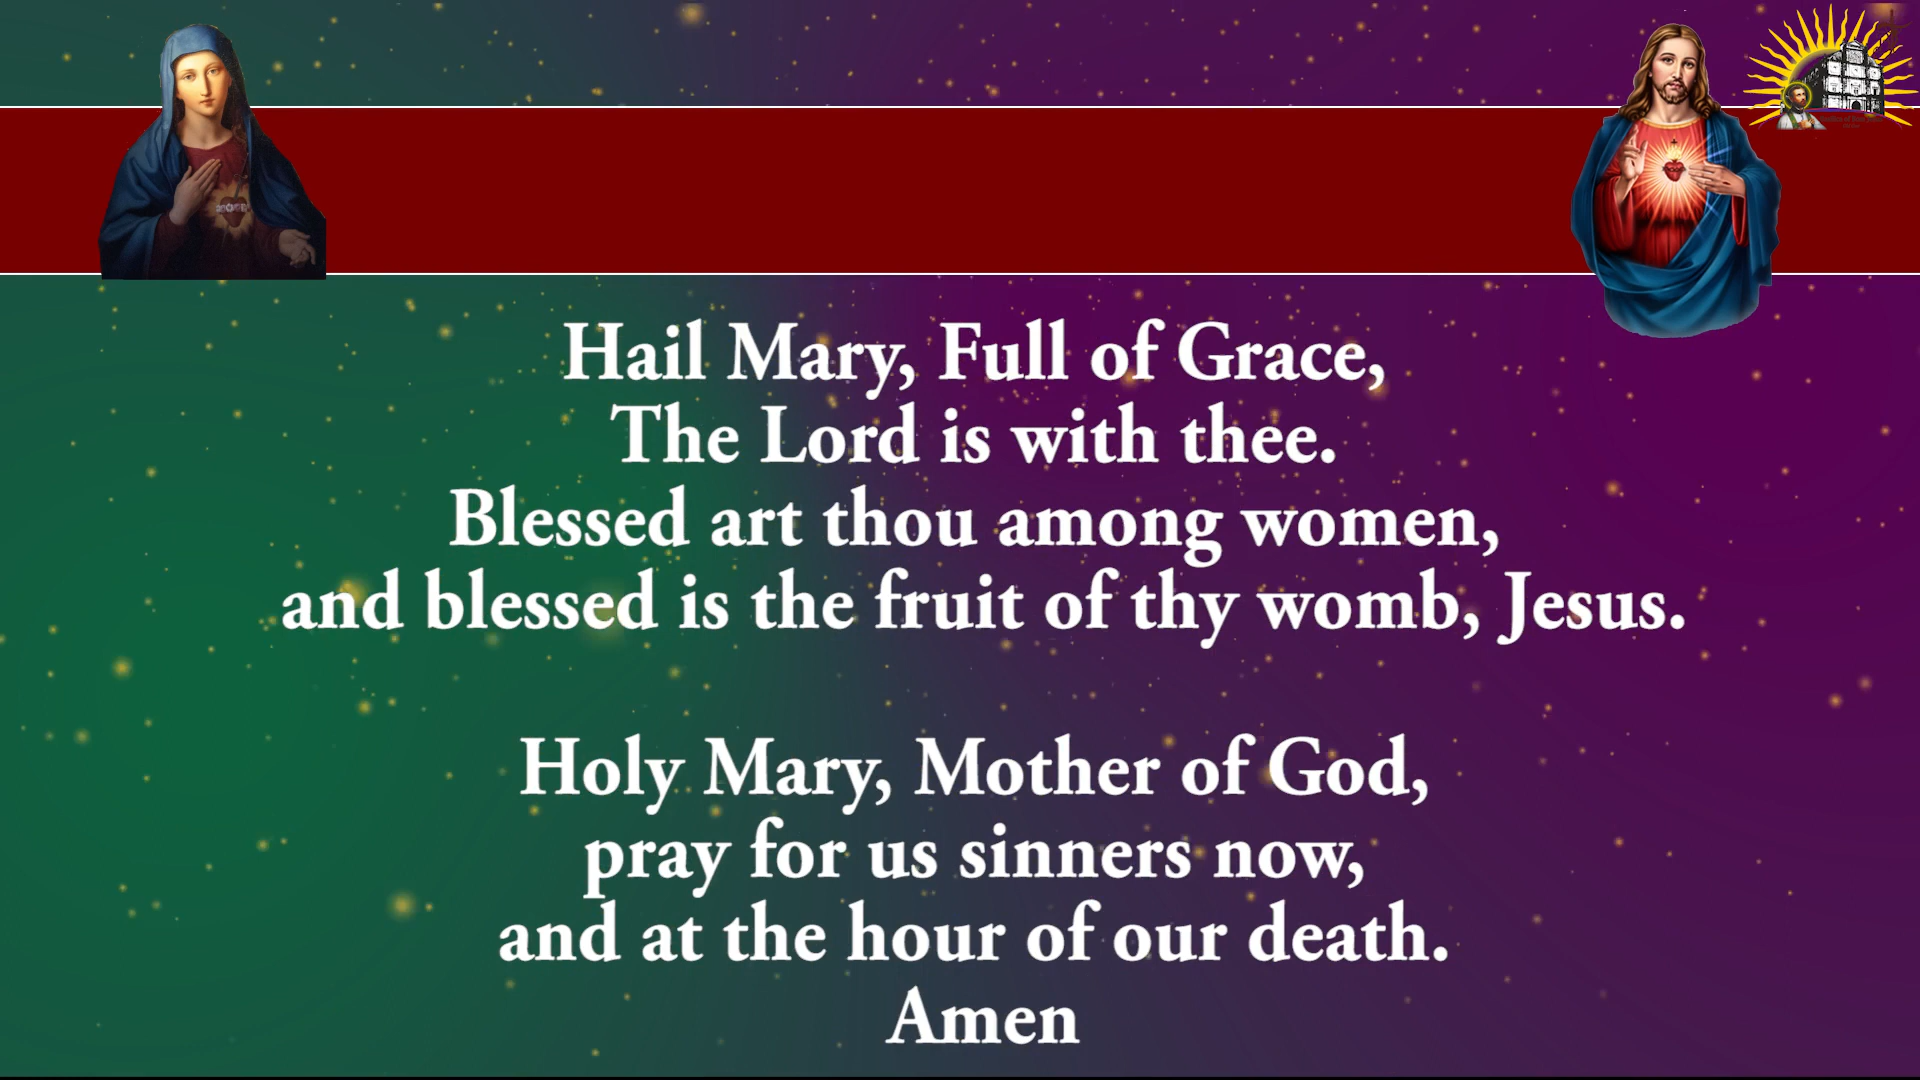 Hail Mary, Full of Grace,
The Lord is with thee.
Blessed art thou among women,
and blessed is the fruit of thy womb, Jesus.
Holy Mary, Mother of God,
pray for us sinners now,
and at the hour of our death.
Amen